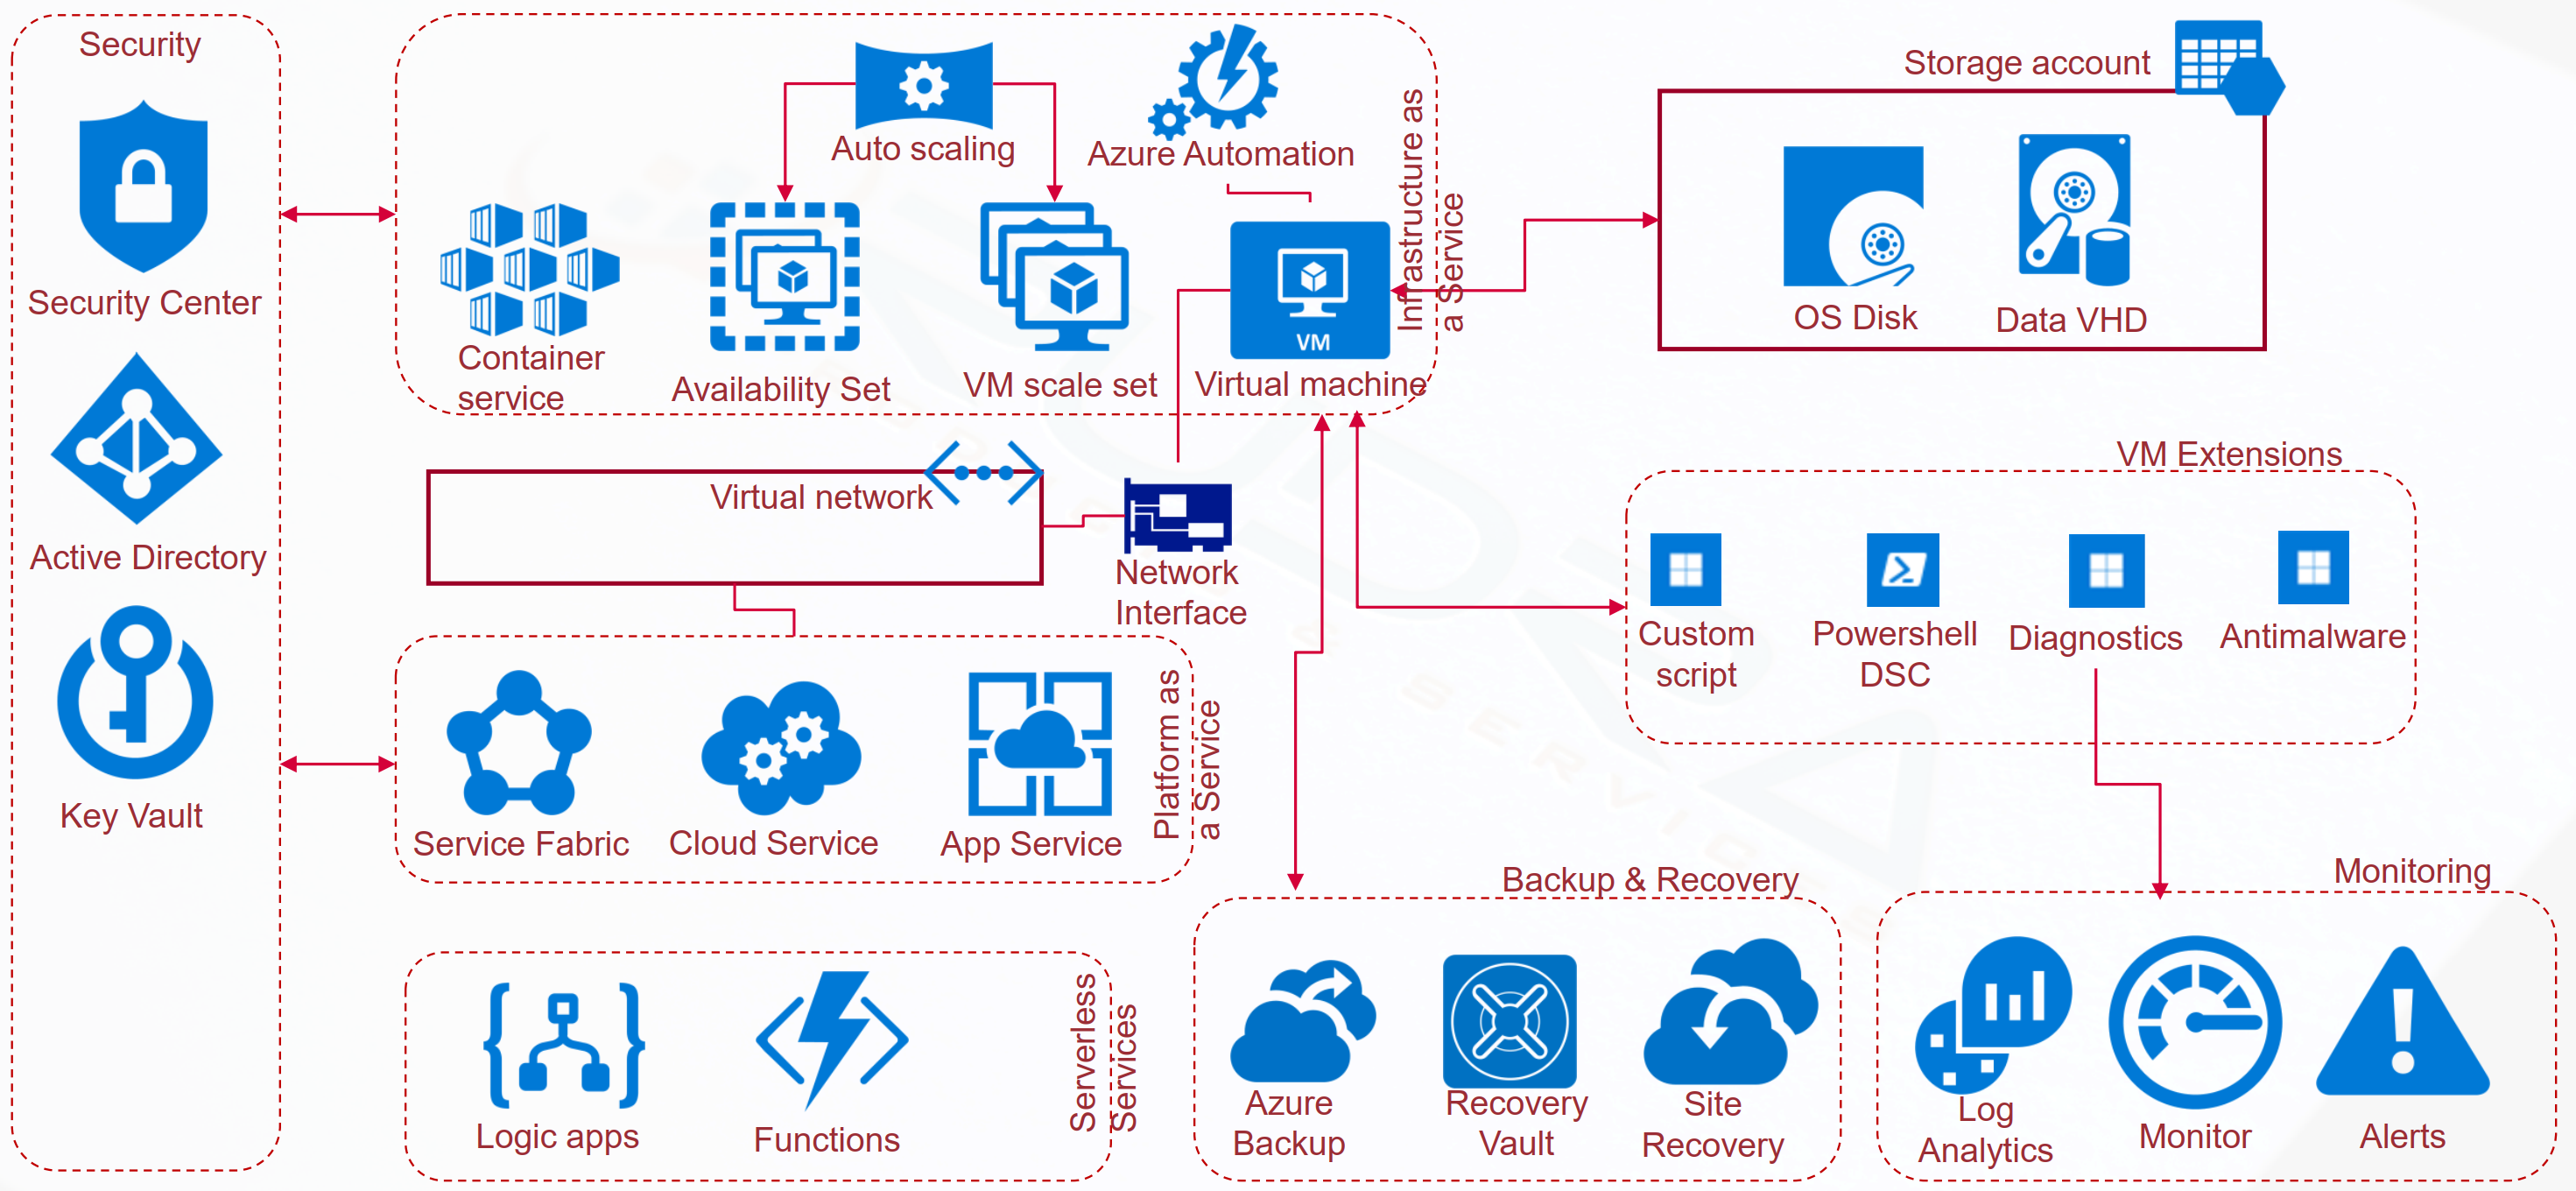 Security
Security Center
Active Directory
Key Vault
Auto scaling
Azure Automation
Container
service
Availability Set
VM scale set
VM
Virtual machine
Infrastructure as
a Service
Storage account
OS Disk
Data VHD
Virtual network
Network
Interface
VM Extensions
Custom
script
Powershell
DSC
Diagnostics
Antimalware
Service Fabric
Cloud Service
App Service
Platform as
a Service
Logic apps
Functions
Serverless
Services
Backup & Recovery
Azure
Backup
Recovery
Vault
Site
Recovery
Monitoring
Log
Analytics
Monitor
Alerts